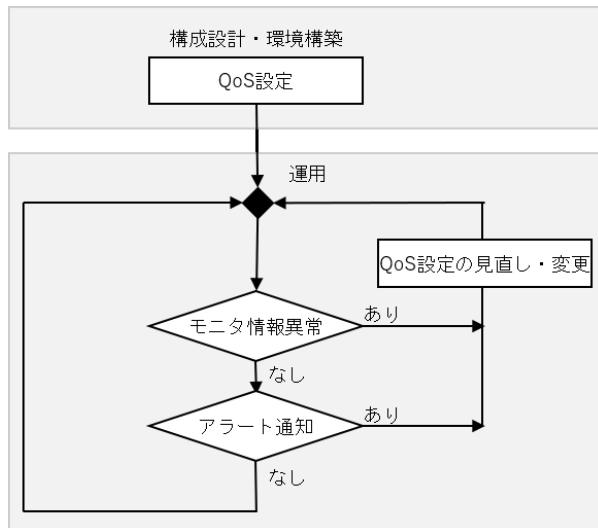 構成設計・環境構築
QoS設定
運用
QoS設定の見直し・変更
モニタ情報異常
あり
なし
アラート通知
あり
なし